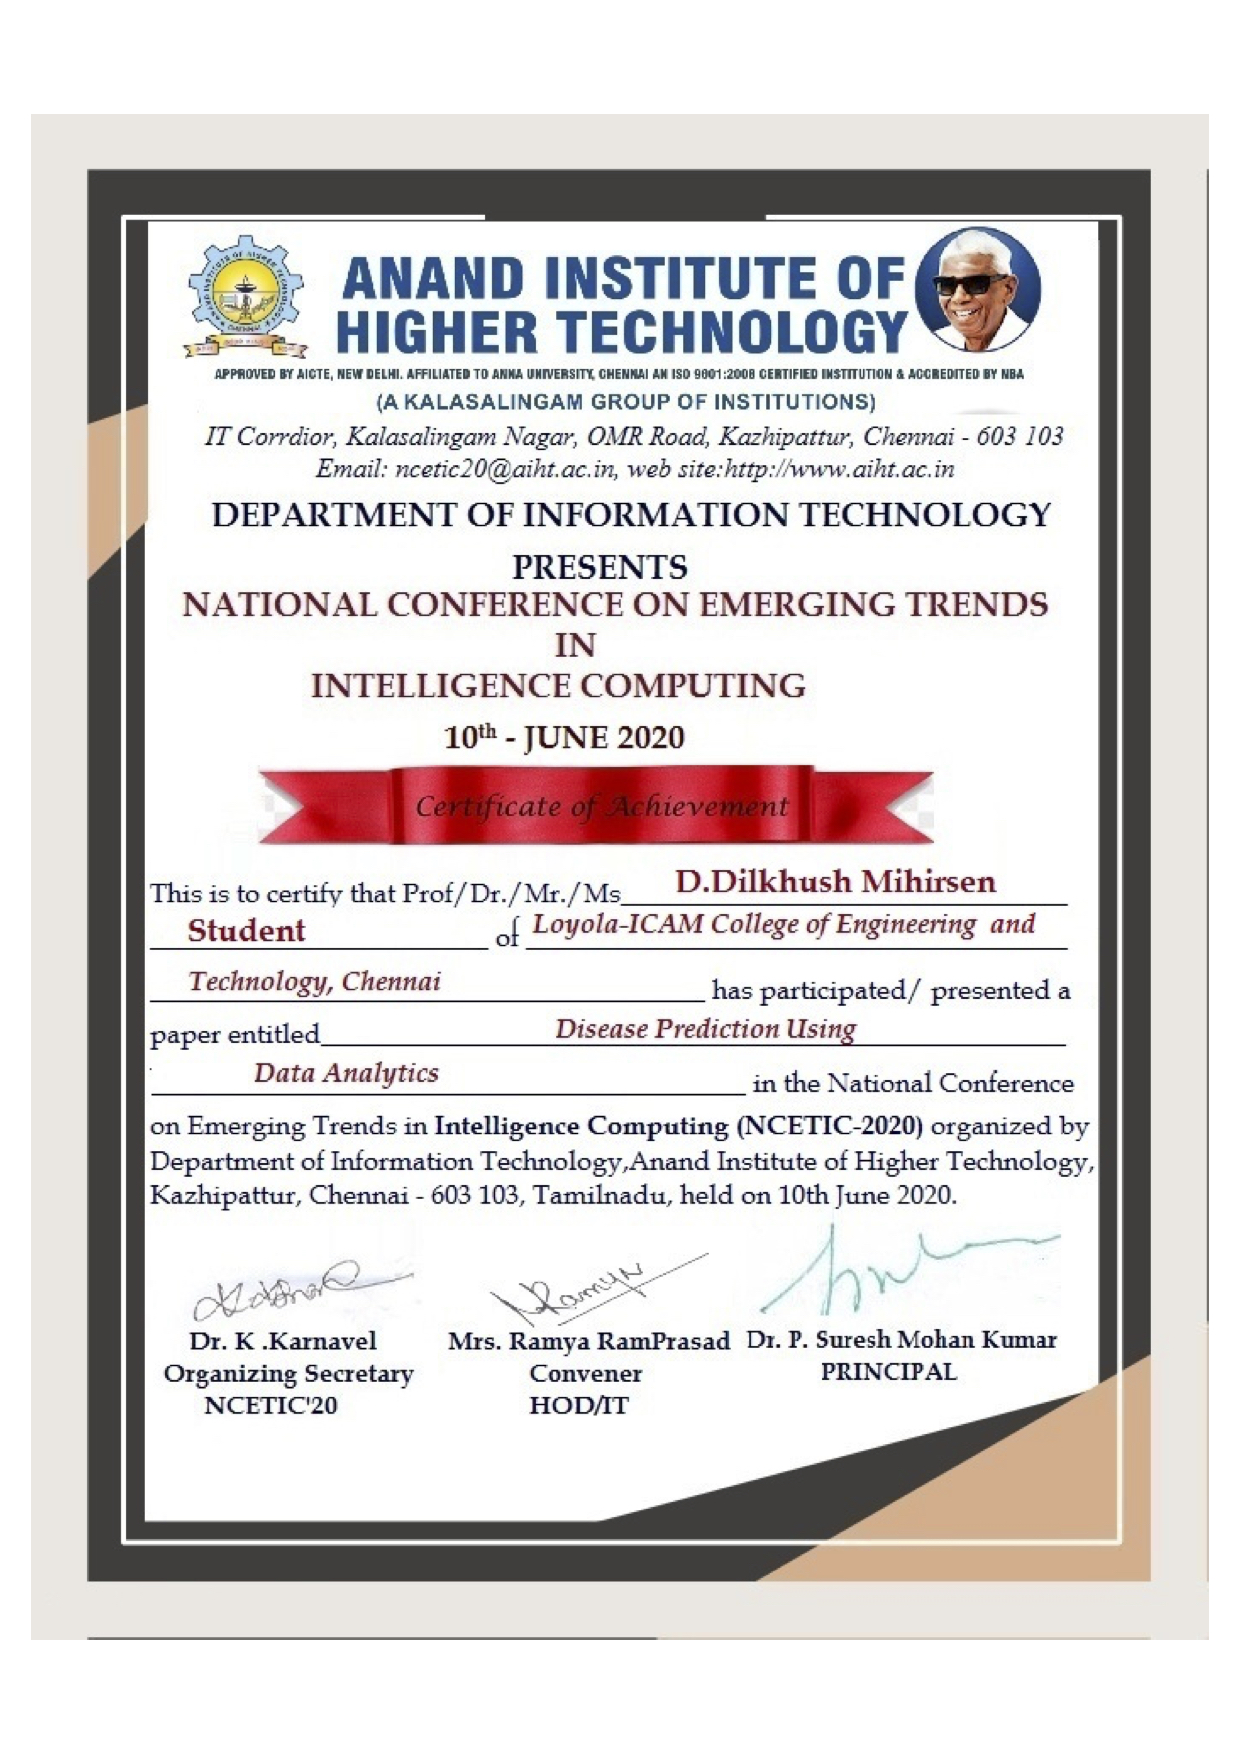 ANAND INSTITUTE OF
HIGHER TECHNOLOGY
APPROVED BY AICTE, NEW DELHI. AFFILIATED TO ANNA UNIVERSITY, CHENNAI AN ISO 9001:2008 CERTIFIED INSTITUTION & ACCREDITED BY NBA
(A KALASALINGAM GROUP OF INSTITUTIONS)
IT Corrdior, Kalasalingam Nagar, OMR Road, Kazhipattur, Chennai - 603 103
Email: ncetic20@aiht.ac.in, web site:http://www.aiht.ac.in
DEPARTMENT OF INFORMATION TECHNOLOGY
PRESENTS
NATIONAL CONFERENCE ON EMERGING TRENDS
IN
INTELLIGENCE COMPUTING
10th - JUNE 2020
Certificate of Achievement
This is to certify that Prof/Dr./Mr./Ms D.Dilkhush Mihirsen
Student of Loyola-ICAM College of Engineering and
Technology, Chennai has participated/ presented a
paper entitled Disease Prediction Using
Data Analytics in the National Conference
on Emerging Trends in Intelligence Computing (NCETIC-2020) organized by
Department of Information Technology,Anand Institute of Higher Technology,
Kazhipattur, Chennai - 603 103, Tamilnadu, held on 10th June 2020.
Dr. K .Karnavel Mrs. Ramya RamPrasad Dr. P. Suresh Mohan Kumar
Organizing Secretary Convener PRINCIPAL
NCETIC'20 HOD/IT